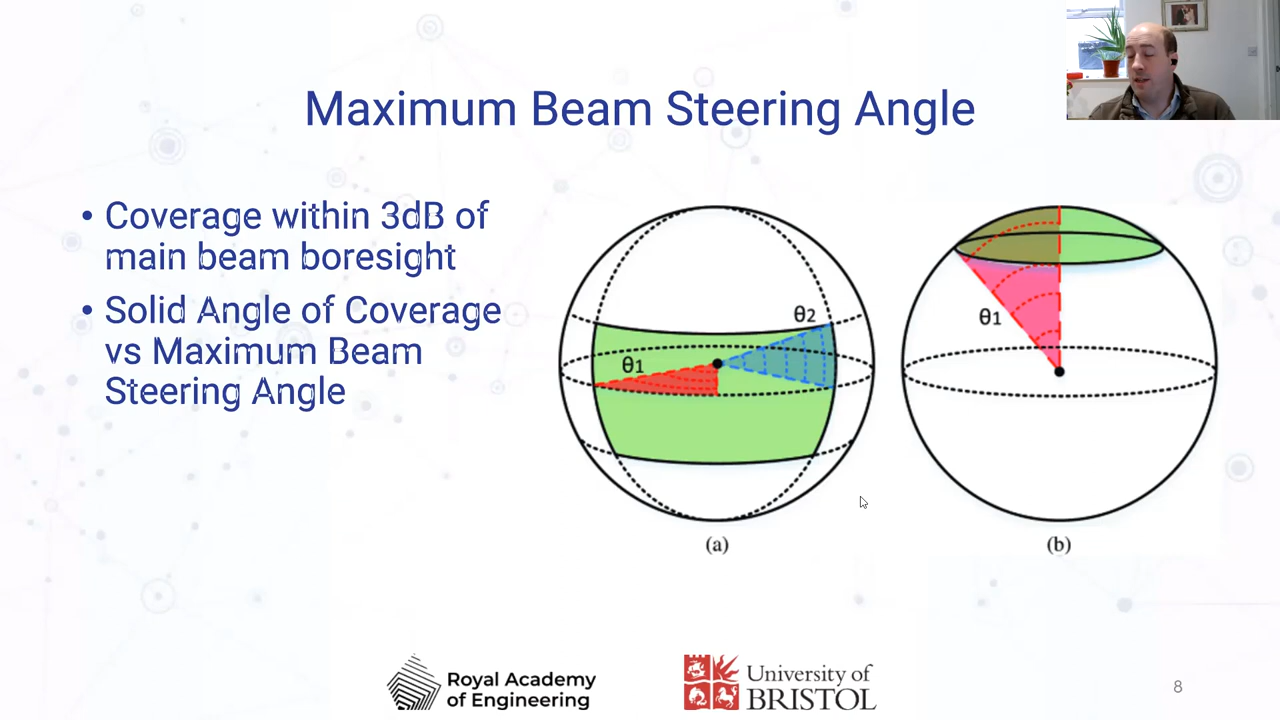 Maximum Beam Steering Angle
• Coverage within 3dB of
main beam boresight
• Solid Angle of Coverage
vs Maximum Beam
Steering Angle
θ1
θ2
(a)
θ1
(b)
Royal Academy
of Engineering
University of
BRISTOL
8